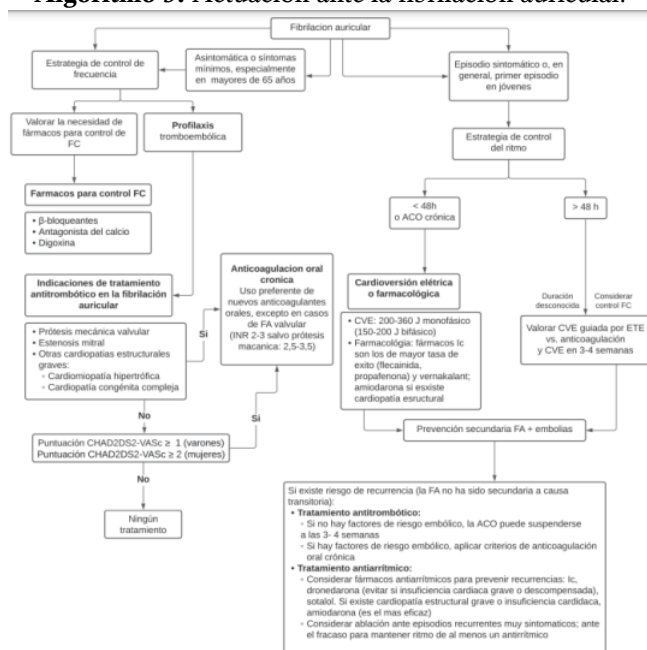 Algoritmo 9. Actuación ante la fibrilación auricular.
Fibrilacion auricular
Estrategia de control de
frecuencia
Asintomática o síntomas
mínimos, especialmente
en mayores de 65 años
Episodio sintomático o, en
general, primer episodio
en jóvenes
Valorar la necesidad de
fármacos para control de
FC
Profilaxis
tromboembólica
Estrategia de control
del ritmo
Farmacos para control FC
• β-bloqueantes
• Antagonista del calcio
• Digoxina
< 48h
o ACO crónica
> 48 h
Indicaciones de tratamiento
antitrombótico en la fibrilación
auricular
Anticoagulacion oral
cronica
Uso preferente de
nuevos anticoagulantes
orales, excepto en casos
de FA valvular
(INR 2-3 salvo prótesis
macanica: 2,5-3,5)
Cardioversión elétrica
o farmacológica
• CVE: 200-360 J monofásico
(150-200 J bifásico)
• Farmacológia: fármacos Ic
son los de mayor tasa de
exito (flecainida,
propafenona) y vernakalant;
amiodarona si esxiste
cardiopatía esructural
Duración
desconocida
Considerar
control FC
Valorar CVE guiada por ETE
vs. anticoagulación
y CVE en 3-4 semanas
• Prótesis mecánica valvular
• Estenosis mitral
• Otras cardiopatias estructurales
graves:
◦ Cardiomiopatía hipertrófica
◦ Cardiopatía congénita compleja
Si
No
Puntuación CHAD2DS2-VASc ≥ 1 (varones)
Puntuación CHAD2DS2-VASc ≥ 2 (mujeres)
Si
No
Ningún
tratamiento
Prevención secundaria FA + embolias
Si existe riesgo de recurrencia (la FA no ha sido secundaria a causa
transitoria):
• Tratamiento antitrombótico:
◦ Si no hay factores de riesgo embólico, la ACO puede suspenderse
a las 3- 4 semanas
◦ Si hay factores de riesgo embólico, aplicar criterios de anticoagulación
oral crónica
• Tratamiento antiarrítmico:
◦ Considerar fármacos antiarrítmicos para prevenir recurrencias: Ic,
dronedarona (evitar si insuficiencia cardiaca grave o descompensada),
sotalol. Si existe cardiopatía estructural grave o insuficiencia cardidaca,
amiodarona (es el mas eficaz)
◦ Considerar ablación ante episodios recurrentes muy sintomaticos; ante
el fracaso para mantener ritmo de al menos un antirrítmico